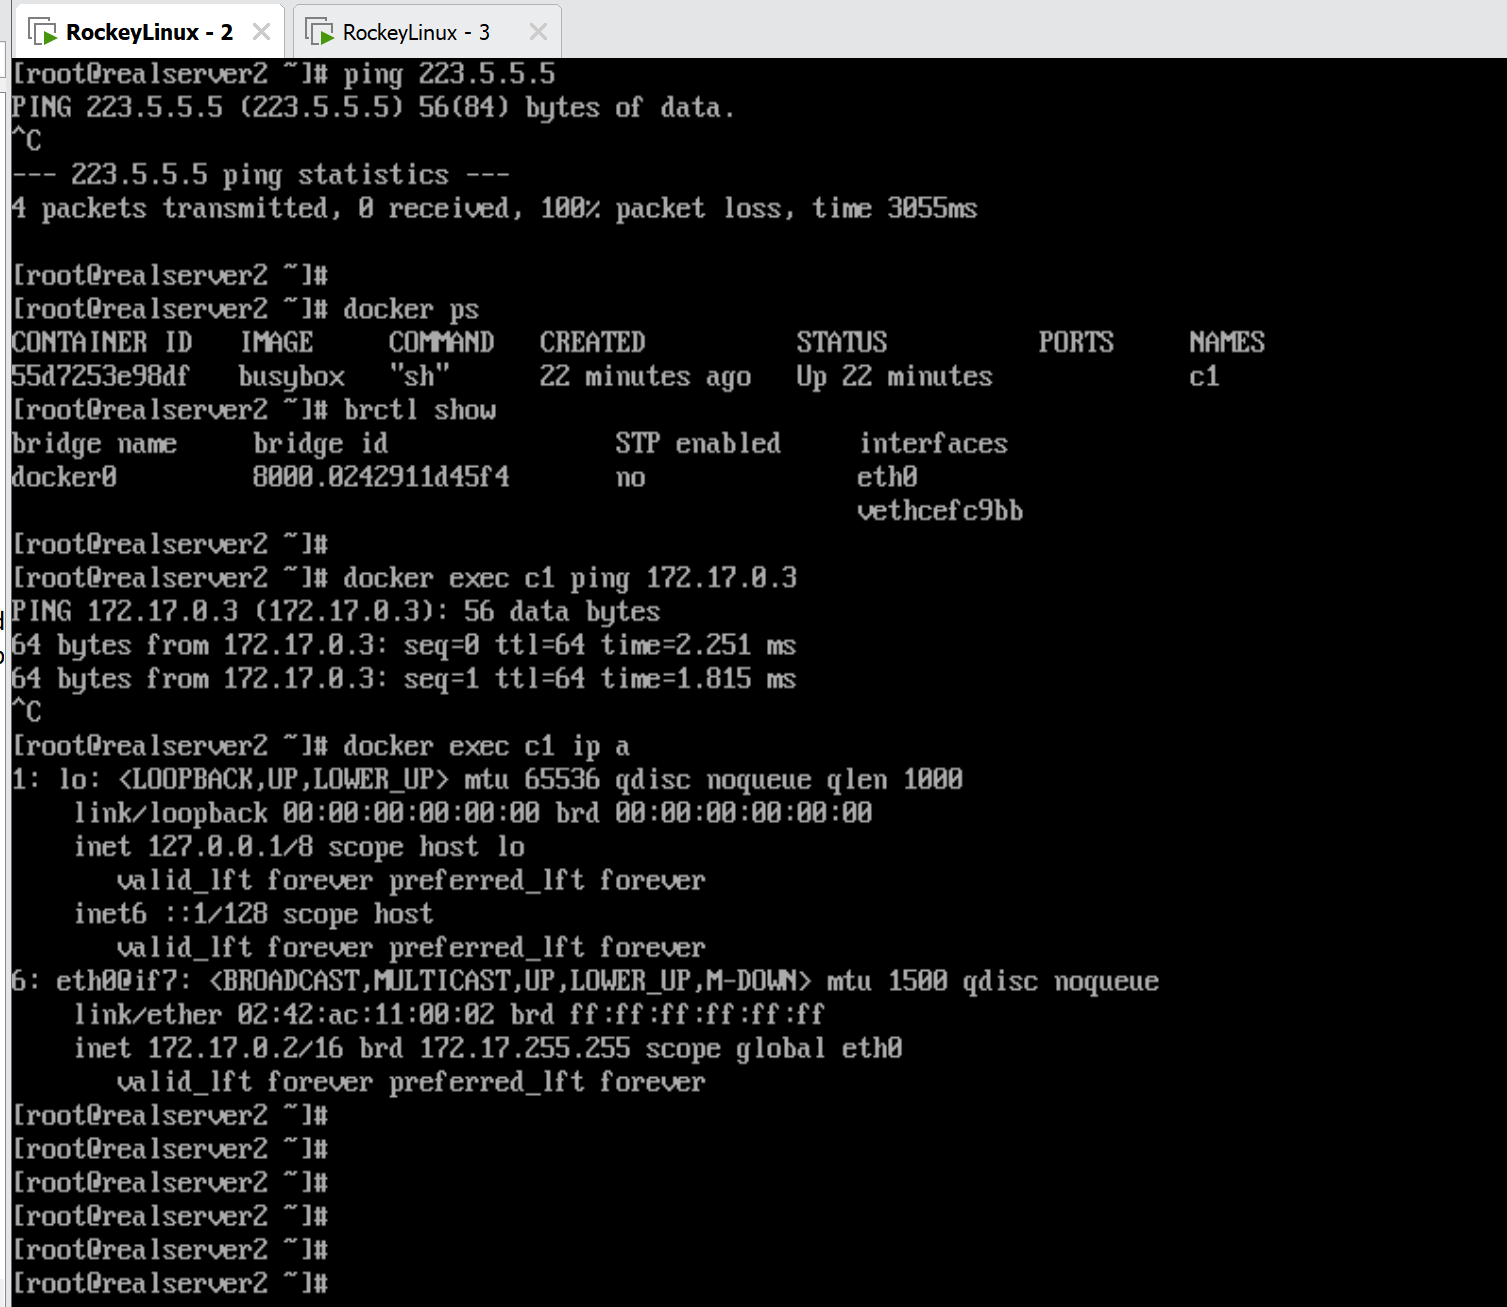 RockeyLinux - 2
RockeyLinux - 3
[root@realserver2 ~]# ping 223.5.5.5
PING 223.5.5.5 (223.5.5.5) 56(84) bytes of data.
^C
--- 223.5.5.5 ping statistics ---
4 packets transmitted, 0 received, 100% packet loss, time 3055ms
[root@realserver2 ~]#
[root@realserver2 ~]# docker ps
CONTAINER ID   IMAGE     COMMAND   CREATED          STATUS          PORTS     NAMES
55d7253e98df   busybox   "sh"      22 minutes ago   Up 22 minutes             c1
[root@realserver2 ~]# brctl show
bridge name     bridge id               STP enabled     interfaces
docker0         8000.0242911d45f4       no              eth0
vethcefc9bb
[root@realserver2 ~]#
[root@realserver2 ~]# docker exec c1 ping 172.17.0.3
PING 172.17.0.3 (172.17.0.3): 56 data bytes
64 bytes from 172.17.0.3: seq=0 ttl=64 time=2.251 ms
64 bytes from 172.17.0.3: seq=1 ttl=64 time=1.815 ms
^C
[root@realserver2 ~]# docker exec c1 ip a
1: lo: <LOOPBACK,UP,LOWER_UP> mtu 65536 qdisc noqueue qlen 1000
link/loopback 00:00:00:00:00:00 brd 00:00:00:00:00:00
inet 127.0.0.1/8 scope host lo
valid_lft forever preferred_lft forever
inet6 ::1/128 scope host
valid_lft forever preferred_lft forever
6: eth0@if7: <BROADCAST,MULTICAST,UP,LOWER_UP,M-DOWN> mtu 1500 qdisc noqueue
link/ether 02:42:ac:11:00:02 brd ff:ff:ff:ff:ff:ff
inet 172.17.0.2/16 brd 172.17.255.255 scope global eth0
valid_lft forever preferred_lft forever
[root@realserver2 ~]#
[root@realserver2 ~]#
[root@realserver2 ~]#
[root@realserver2 ~]#
[root@realserver2 ~]#
[root@realserver2 ~]#